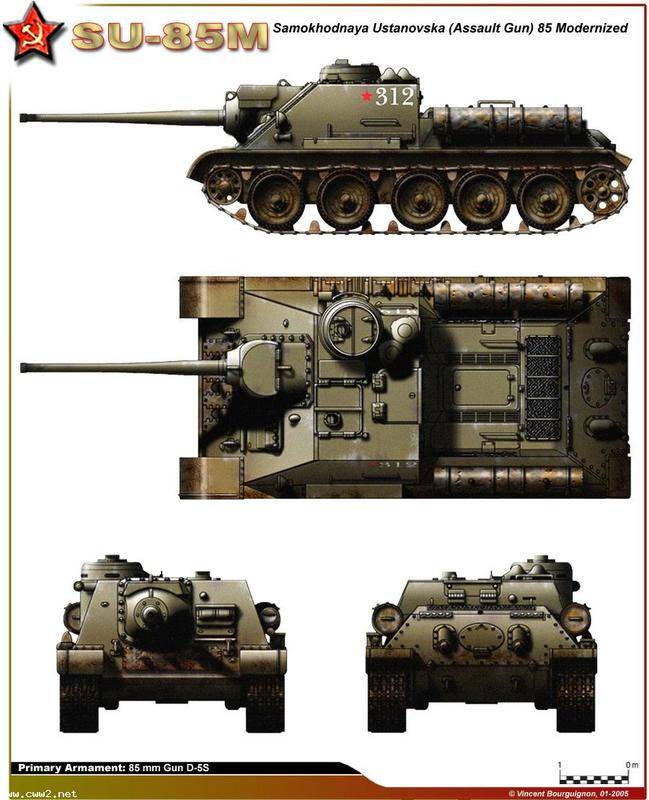 SU-85M
Samokhodnaya Ustanovska (Assault Gun) 85 Modernized
312
312
Primary Armament: 85 mm Gun D-5S
1 0 m
www.cww2.net
© Vincent Bourguignon, 01-2005